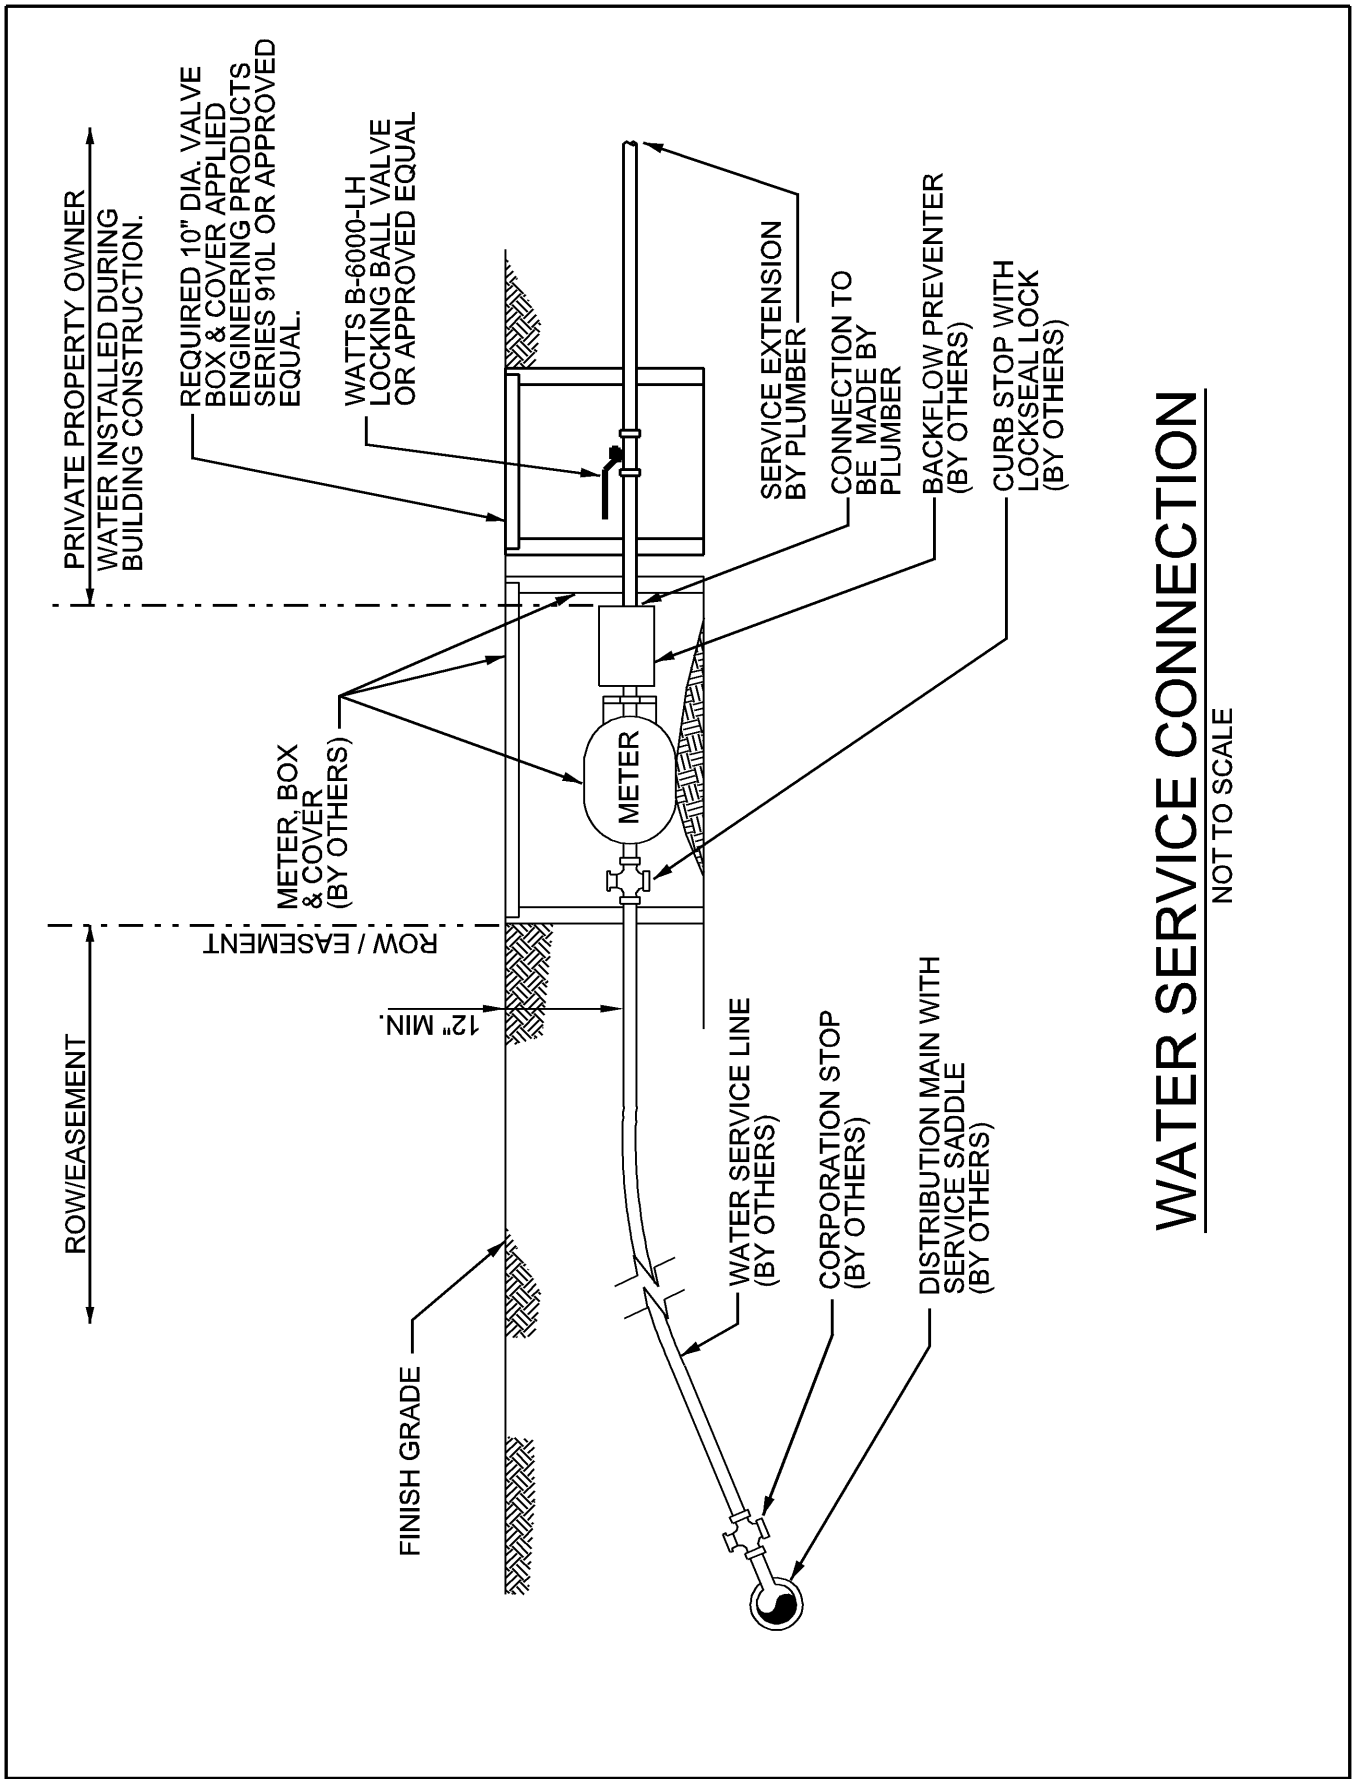 ROW/EASEMENT
PRIVATE PROPERTY OWNER
WATER INSTALLED DURING
BUILDING CONSTRUCTION.
REQUIRED 10" DIA. VALVE
BOX & COVER APPLIED
ENGINEERING PRODUCTS
SERIES 910L OR APPROVED
EQUAL.
ROW / EASEMENT
METER, BOX
& COVER
(BY OTHERS)
WATTS B-6000-LH
LOCKING BALL VALVE
OR APPROVED EQUAL
FINISH GRADE
12" MIN.
METER
WATER SERVICE LINE
(BY OTHERS)
CORPORATION STOP
(BY OTHERS)
DISTRIBUTION MAIN WITH
SERVICE SADDLE
(BY OTHERS)
SERVICE EXTENSION
BY PLUMBER
CONNECTION TO
BE MADE BY
PLUMBER
BACKFLOW PREVENTER
(BY OTHERS)
CURB STOP WITH
LOCKSEAL LOCK
(BY OTHERS)
WATER SERVICE CONNECTION
NOT TO SCALE